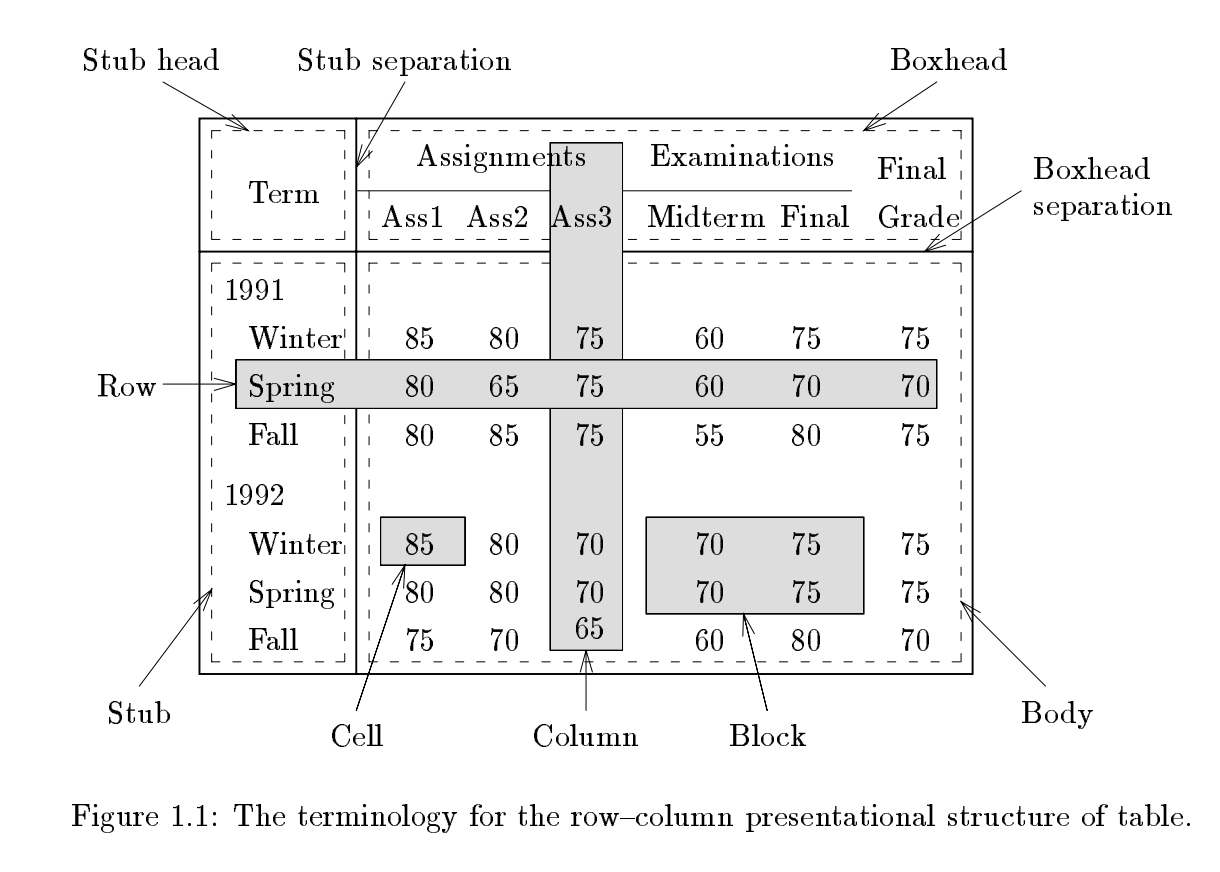 Stub head Stub separation Boxhead
Assignments Examinations Final Boxhead
Term separation
Ass1 Ass2 Ass3 Midterm Final Grade
1991
Winter 85 80 75 60 75 75
Row Spring 80 65 75 60 70 70
Fall 80 85 75 55 80 75
1992
Winter 85 80 70 70 75 75
Spring 80 80 70 70 75 75
Fall 75 70 65 60 80 70
Stub Body
Cell Column Block
Figure 1.1: The terminology for the row–column presentational structure of table.